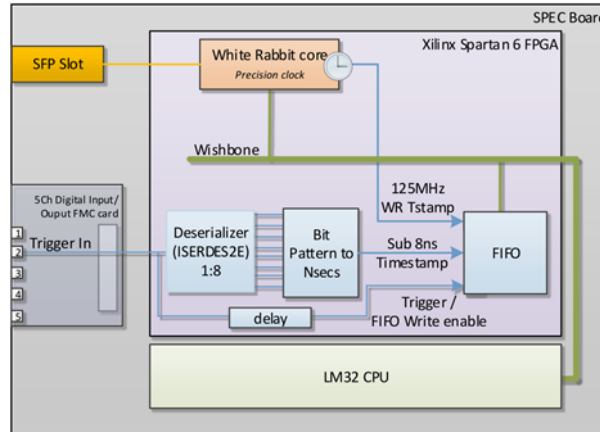 SPEC Board
Xilinx Spartan 6 FPGA
White Rabbit core
Precision clock
SFP Slot
Wishbone
5Ch Digital Input/
Ouput FMC card
1
Trigger In
2
3
4
5
125MHz
WR Tstamp
Deserializer
(ISERDES2E)
1:8
Bit
Pattern to
Nsecs
Sub 8ns
Timestamp
FIFO
Trigger /
FIFO Write enable
delay
LM32 CPU